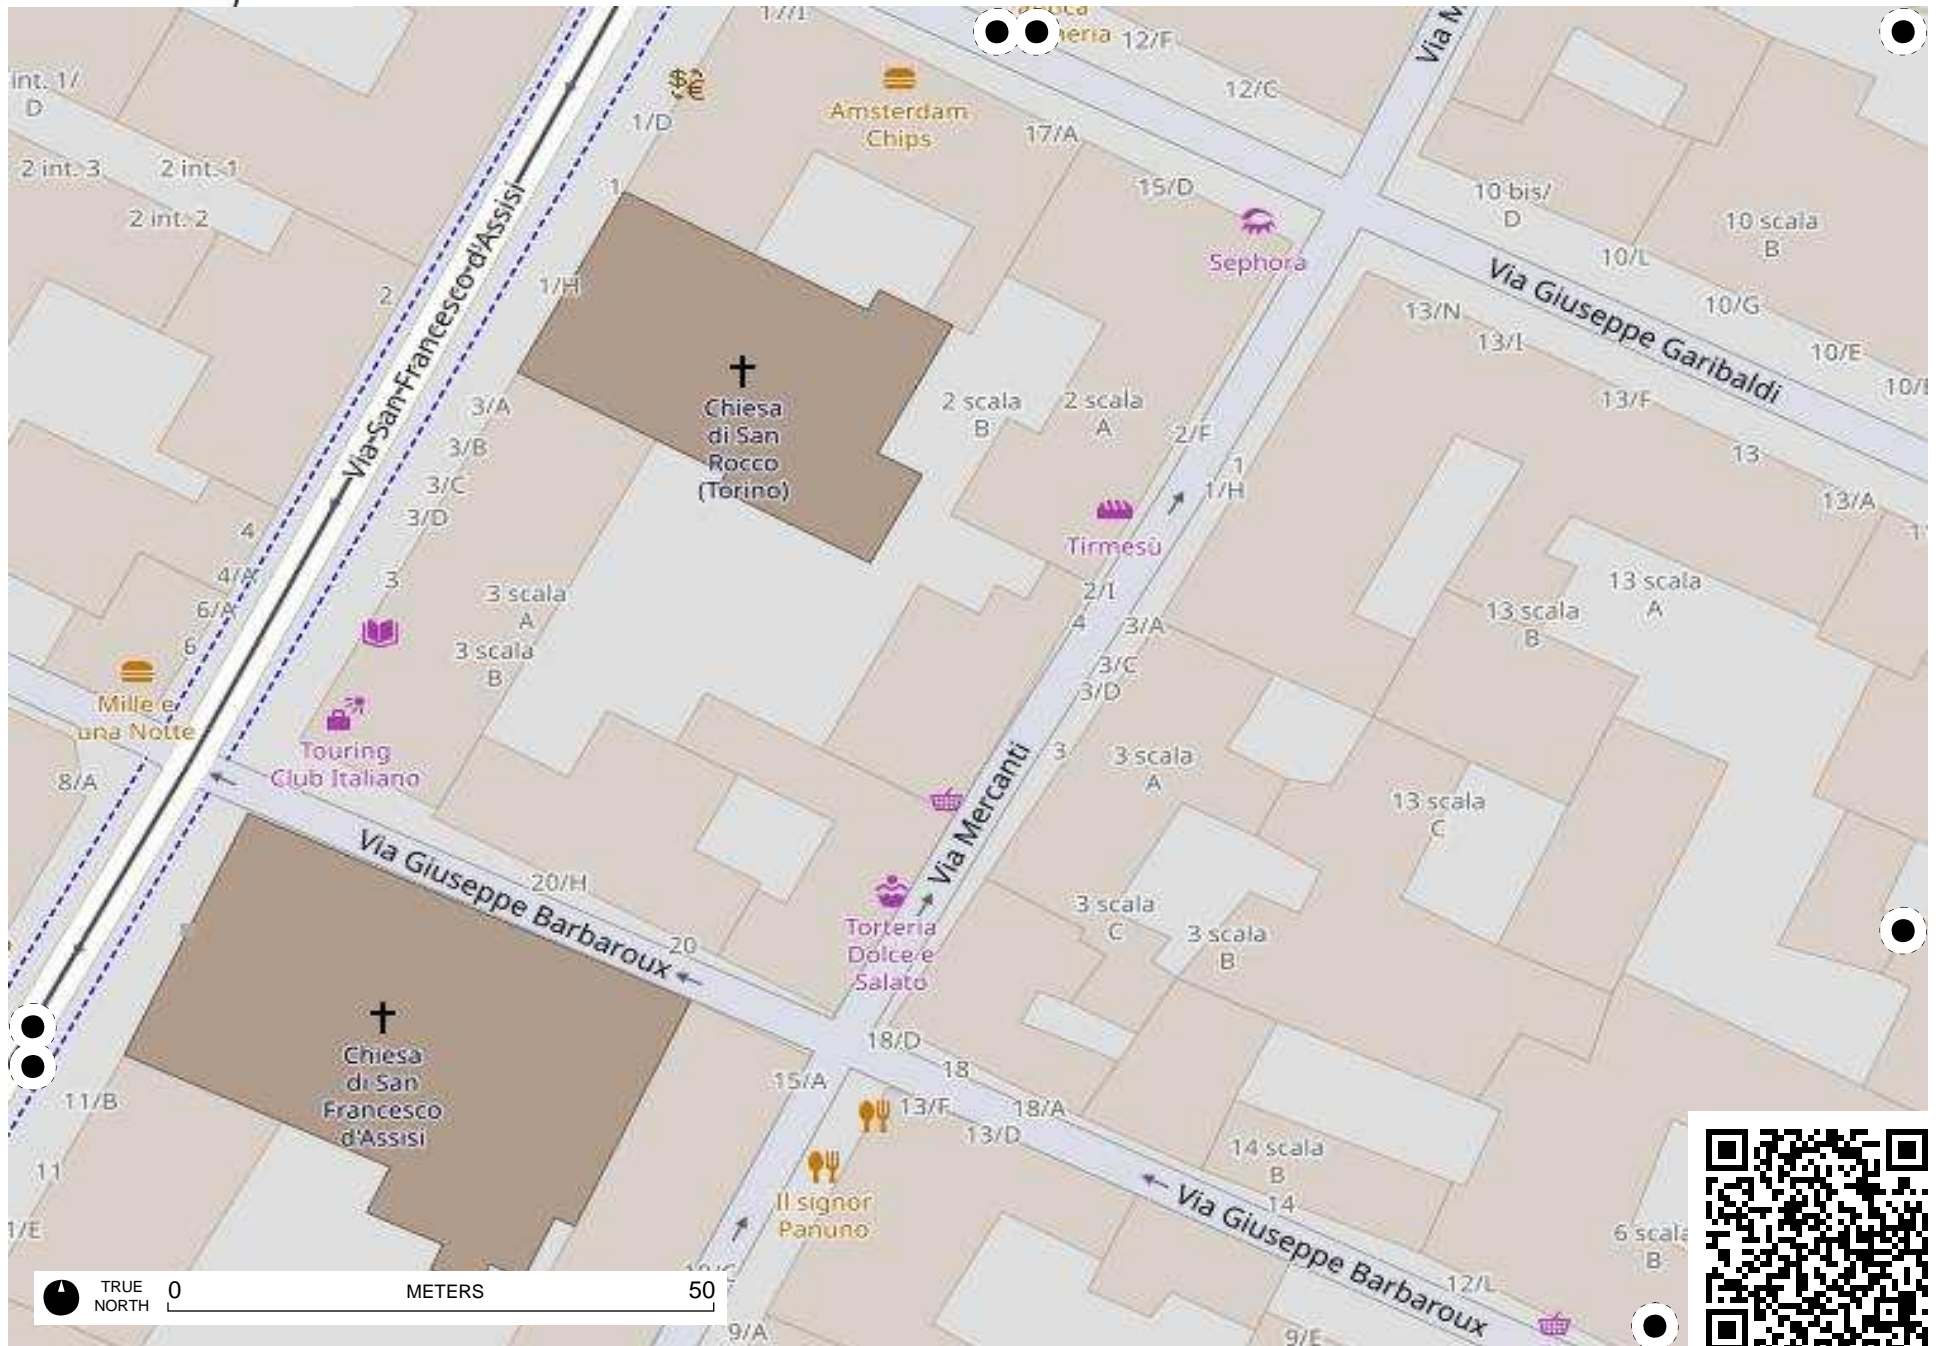 17/I
12/F
Via M
int. 1/
D
1/D
Amsterdam
Chips
12/C
17/A
2 int. 3
2 int. 1
2 int. 2
1
15/D
10 bis/
D
10 scala
B
Sephora
10/L
2
1/H
Via San Francesco d'Assisi
Via Giuseppe Garibaldi
10/G
13/N
13/I
10/E
3/A
Chiesa
di San
Rocco
(Torino)
2 scala
B
2 scala
A
13/F
3/B
2/F
13
3/C
1
1/H
13/A
3/D
4
Tirmesù
4/A
3
3 scala
A
2/I
13 scala
A
6/A
4
3/A
13 scala
B
6
3 scala
B
3/C
3/D
Mille e
una Notte
Touring
Club Italiano
3
3 scala
A
8/A
Via Mercanti
13 scala
C
Via Giuseppe Barbaroux
20/H
20
3 scala
C
3 scala
B
Torteria
Dolce e
Salato
Chiesa
di San
Francesco
d'Assisi
18/D
18
15/A
13/F
18/A
13/D
11/B
11
14 scala
B
14
Il signor
Panuno
Via Giuseppe Barbaroux
6 scala
B
1/E
12/L
9/A
9/E
TRUE
NORTH
0
METERS
50